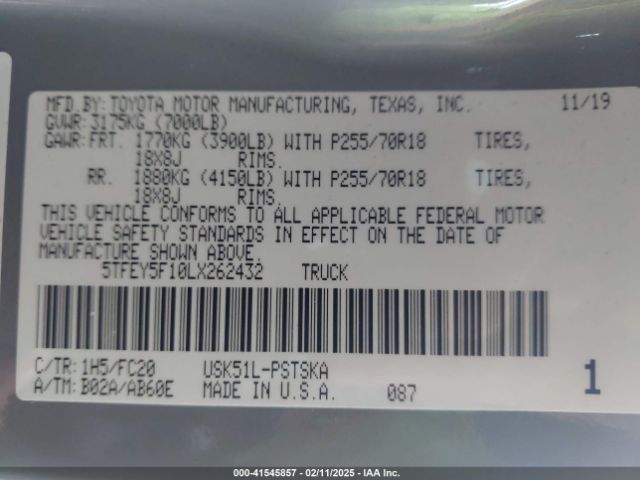 MFD.BY:TOYOTA MOTOR MANUFACTURING, TEXAS, INC. 11/19
GVWR:3175KG (7000LB)
GAWR:FRT. 1770KG (3900LB) WITH P255/70R18 TIRES,
18X8J RIMS.
RR. 1880KG (4150LB) WITH P255/70R18 TIRES,
18X8J RIMS.
THIS VEHICLE CONFORMS TO ALL APPLICABLE FEDERAL MOTOR
VEHICLE SAFETY STANDARDS IN EFFECT ON THE DATE OF
MANUFACTURE SHOWN ABOVE.
5TFEY5F10LX262432 TRUCK
C/TR:1H5/FC20 USK51L-PSTSKA
A/TM:B02A/AB60E MADE IN U.S.A. 087 1
000-41545857 - 02/11/2025 - IAA Inc.